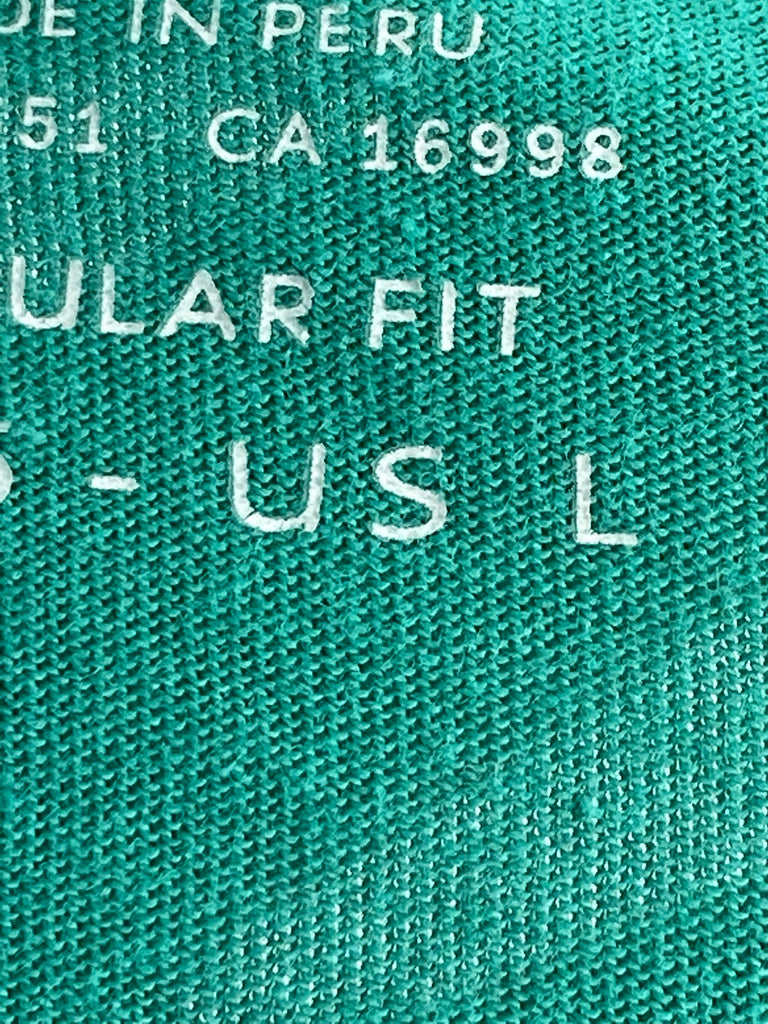 DE IN PERU
51 CA 16998
ULAR FIT
- US L